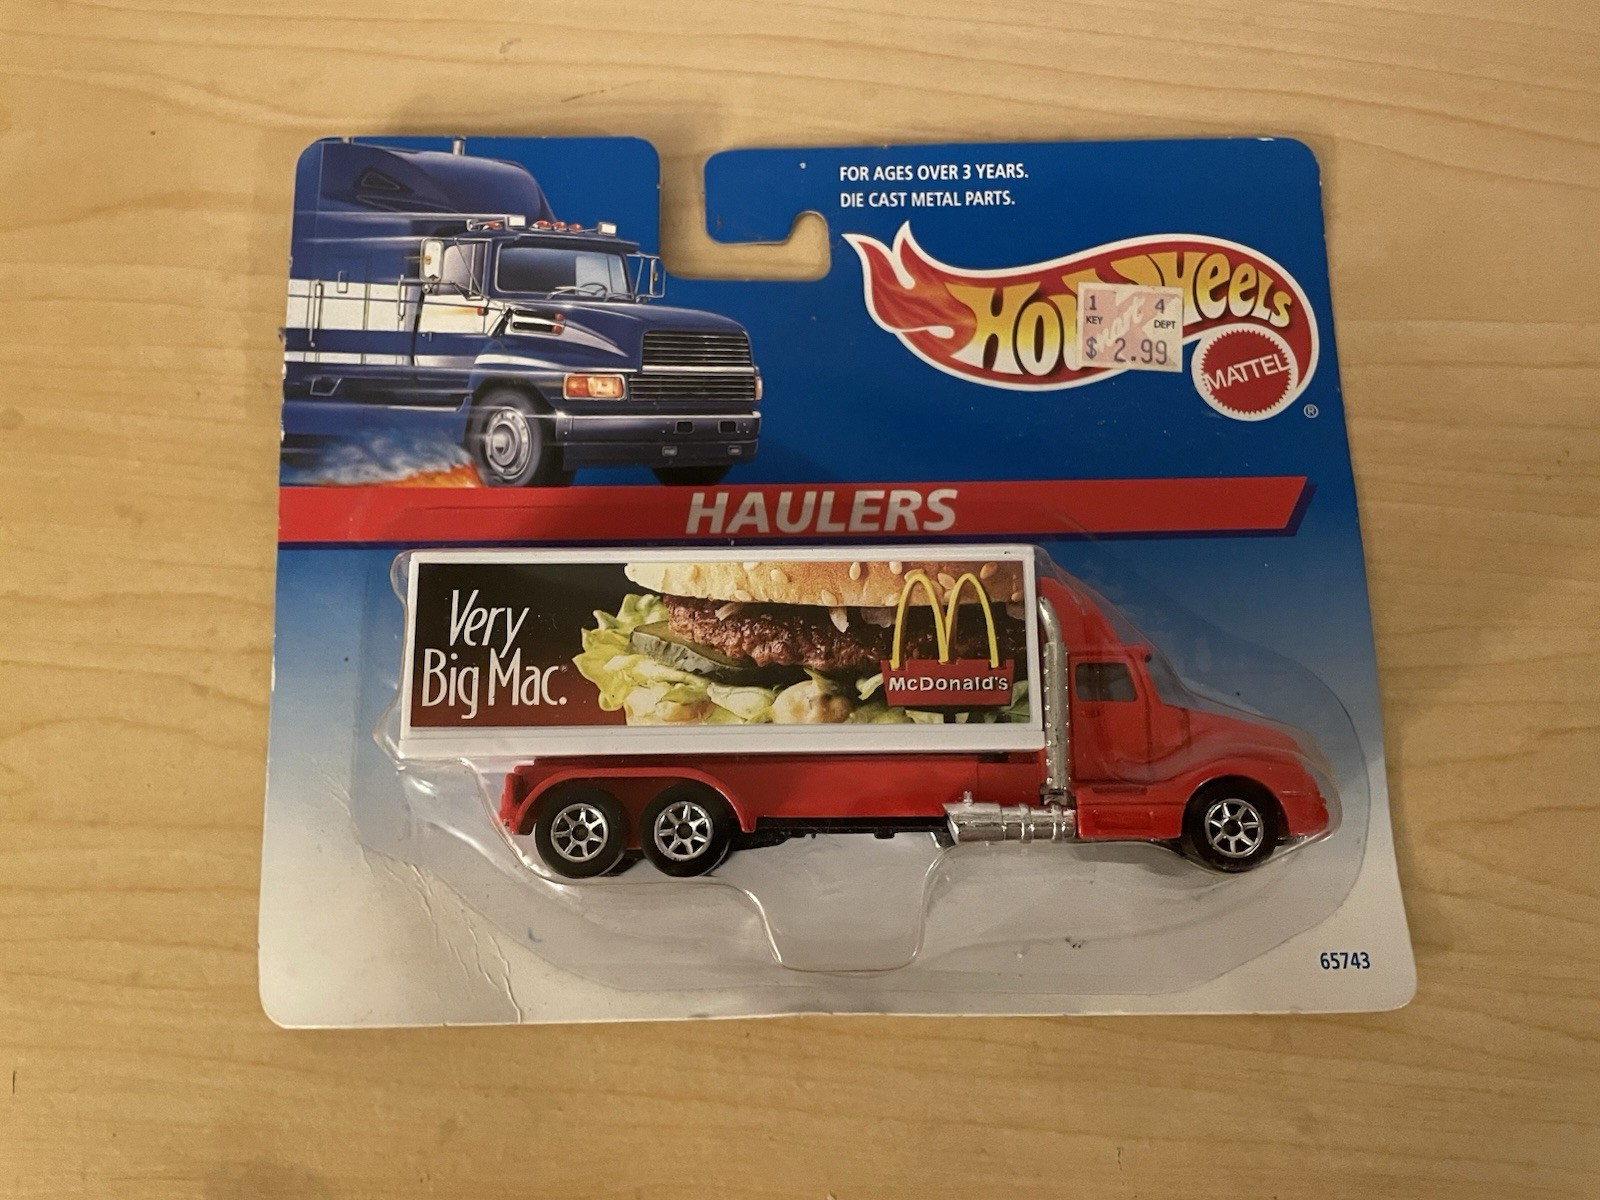 FOR AGES OVER 3 YEARS.
DIE CAST METAL PARTS.
HOT WHEELS
1 4
KEY DEPT
$ 2.99
MATTEL
®
HAULERS
Very
Big Mac.®
M
McDonald's
65743